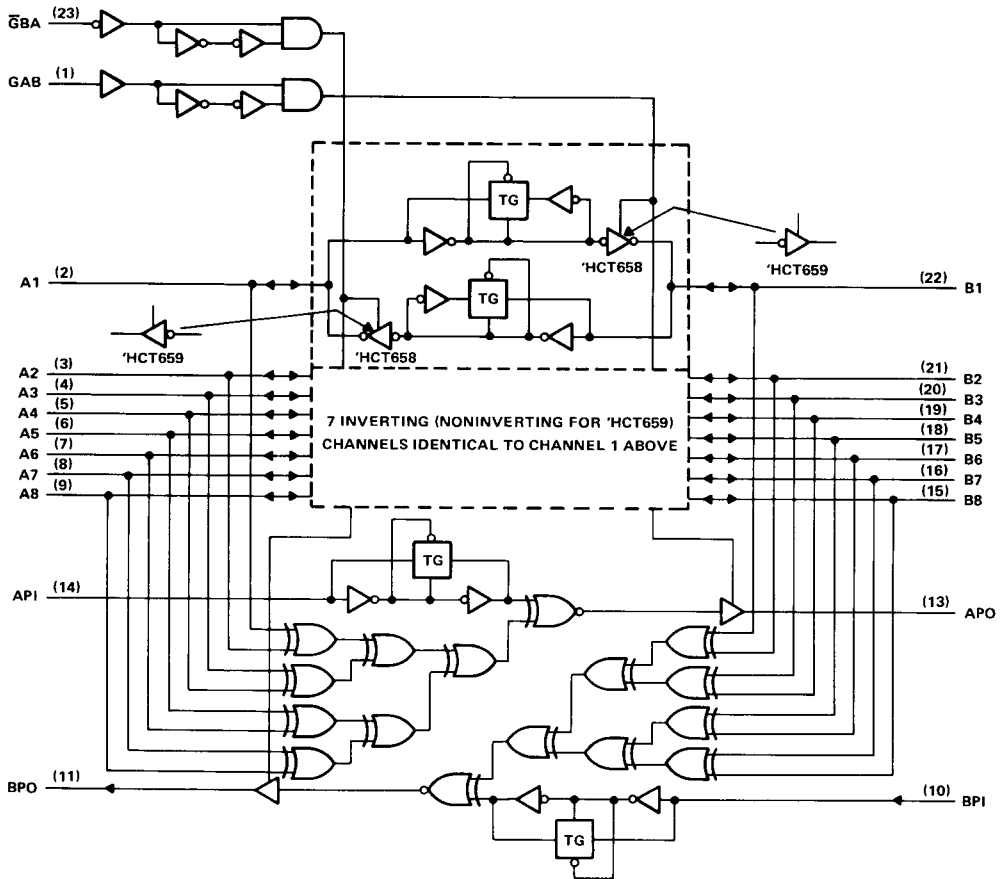 G̅BA (23)
GAB (1)
TG
'HCT658
'HCT659
A1 (2)
(22) B1
TG
'HCT659
'HCT658
A2 (3)
A3 (4)
A4 (5)
A5 (6)
A6 (7)
A7 (8)
A8 (9)
7 INVERTING (NONINVERTING FOR 'HCT659)
CHANNELS IDENTICAL TO CHANNEL 1 ABOVE
(21) B2
(20) B3
(19) B4
(18) B5
(17) B6
(16) B7
(15) B8
TG
API (14)
(13) APO
BPO (11)
(10) BPI
TG